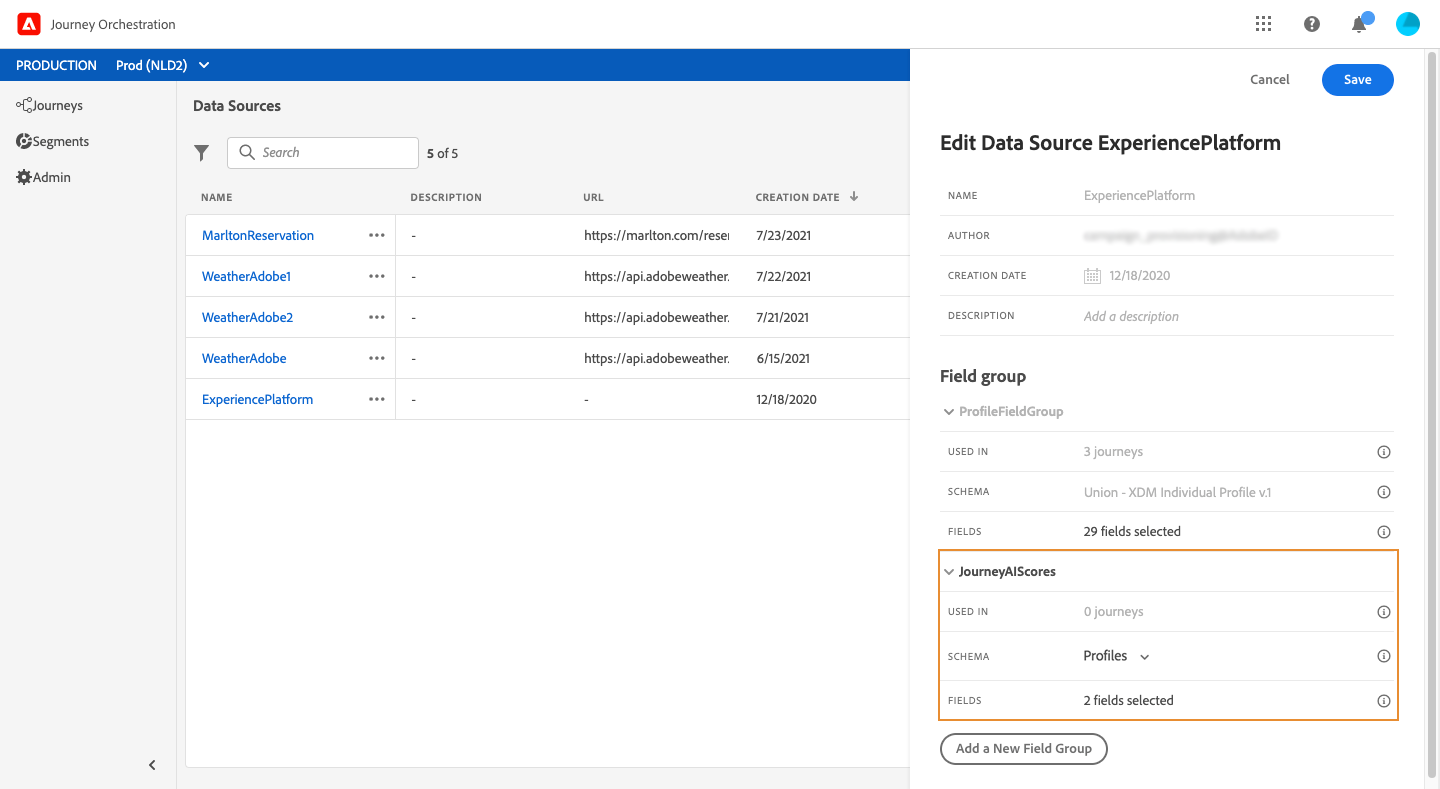 Journey Orchestration
PRODUCTION Prod (NLD2)
Journeys
Segments
Admin
Data Sources
Search
5 of 5
NAME DESCRIPTION URL CREATION DATE
MarltonReservation ••• - https://marlton.com/reser 7/23/2021
WeatherAdobe1 ••• - https://api.adobeweather. 7/22/2021
WeatherAdobe2 ••• - https://api.adobeweather. 7/21/2021
WeatherAdobe ••• - https://api.adobeweather. 6/15/2021
ExperiencePlatform ••• - - 12/18/2020
Cancel Save
Edit Data Source ExperiencePlatform
NAME ExperiencePlatform
AUTHOR
CREATION DATE 12/18/2020
DESCRIPTION Add a description
Field group
ProfileFieldGroup
USED IN 3 journeys
SCHEMA Union - XDM Individual Profile v.1
FIELDS 29 fields selected
JourneyAIScores
USED IN 0 journeys
SCHEMA Profiles
FIELDS 2 fields selected
Add a New Field Group